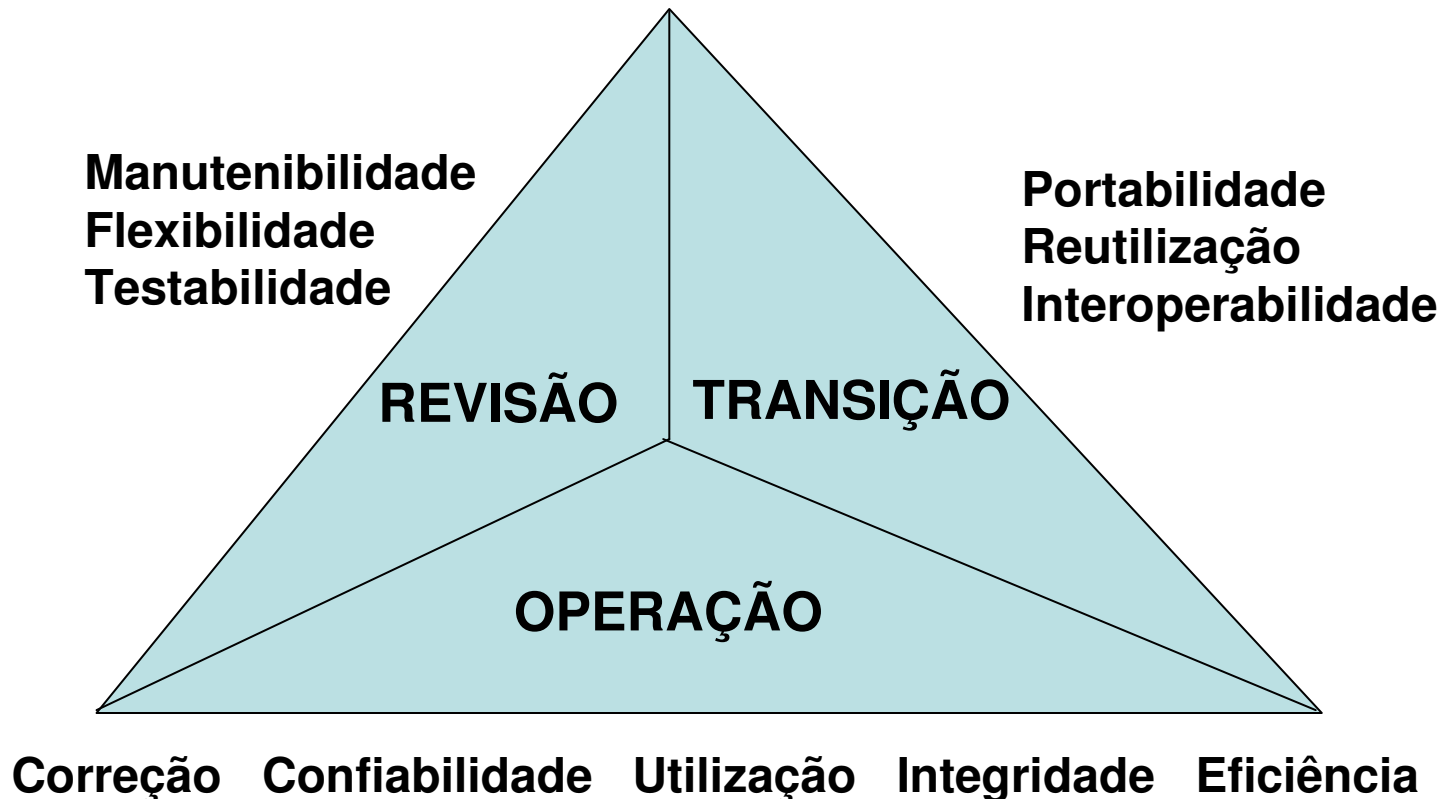 Manutenibilidade
Flexibilidade
Testabilidade
Portabilidade
Reutilização
Interoperabilidade
REVISÃO
TRANSIÇÃO
OPERAÇÃO
Correção Confiabilidade Utilização Integridade Eficiência